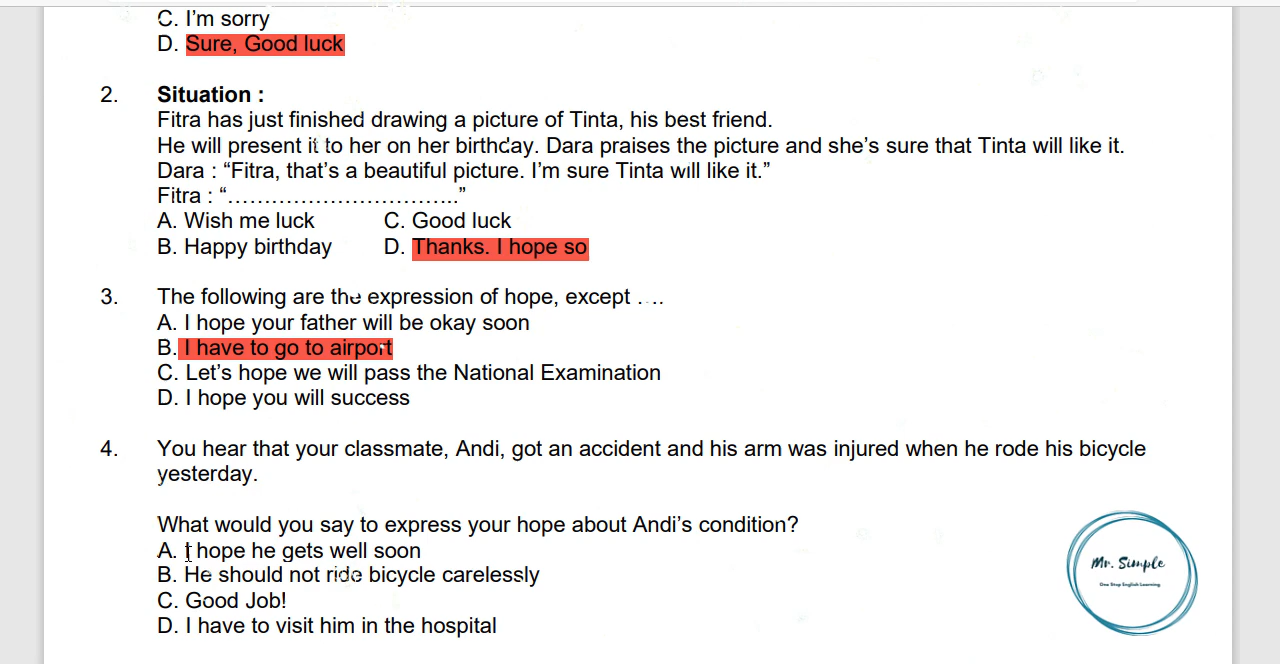 C. I'm sorry
D. Sure, Good luck
2. Situation :
Fitra has just finished drawing a picture of Tinta, his best friend.
He will present it to her on her birthday. Dara praises the picture and she's sure that Tinta will like it.
Dara : “Fitra, that's a beautiful picture. I'm sure Tinta will like it.”
Fitra : “……………………………..”
A. Wish me luck C. Good luck
B. Happy birthday D. Thanks. I hope so
3. The following are the expression of hope, except ….
A. I hope your father will be okay soon
B. I have to go to airport
C. Let's hope we will pass the National Examination
D. I hope you will success
4. You hear that your classmate, Andi, got an accident and his arm was injured when he rode his bicycle
yesterday.
What would you say to express your hope about Andi's condition?
A. I hope he gets well soon
B. He should not ride bicycle carelessly
C. Good Job!
D. I have to visit him in the hospital
Mr. Simple
One Stop English Learning